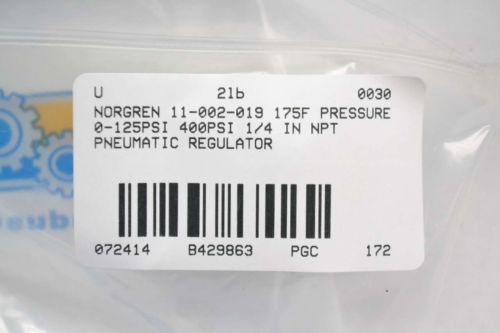 U 2lb 0030
NORGREN 11-002-019 175F PRESSURE
0-125PSI 400PSI 1/4 IN NPT
PNEUMATIC REGULATOR
072414 B429863 PGC 172